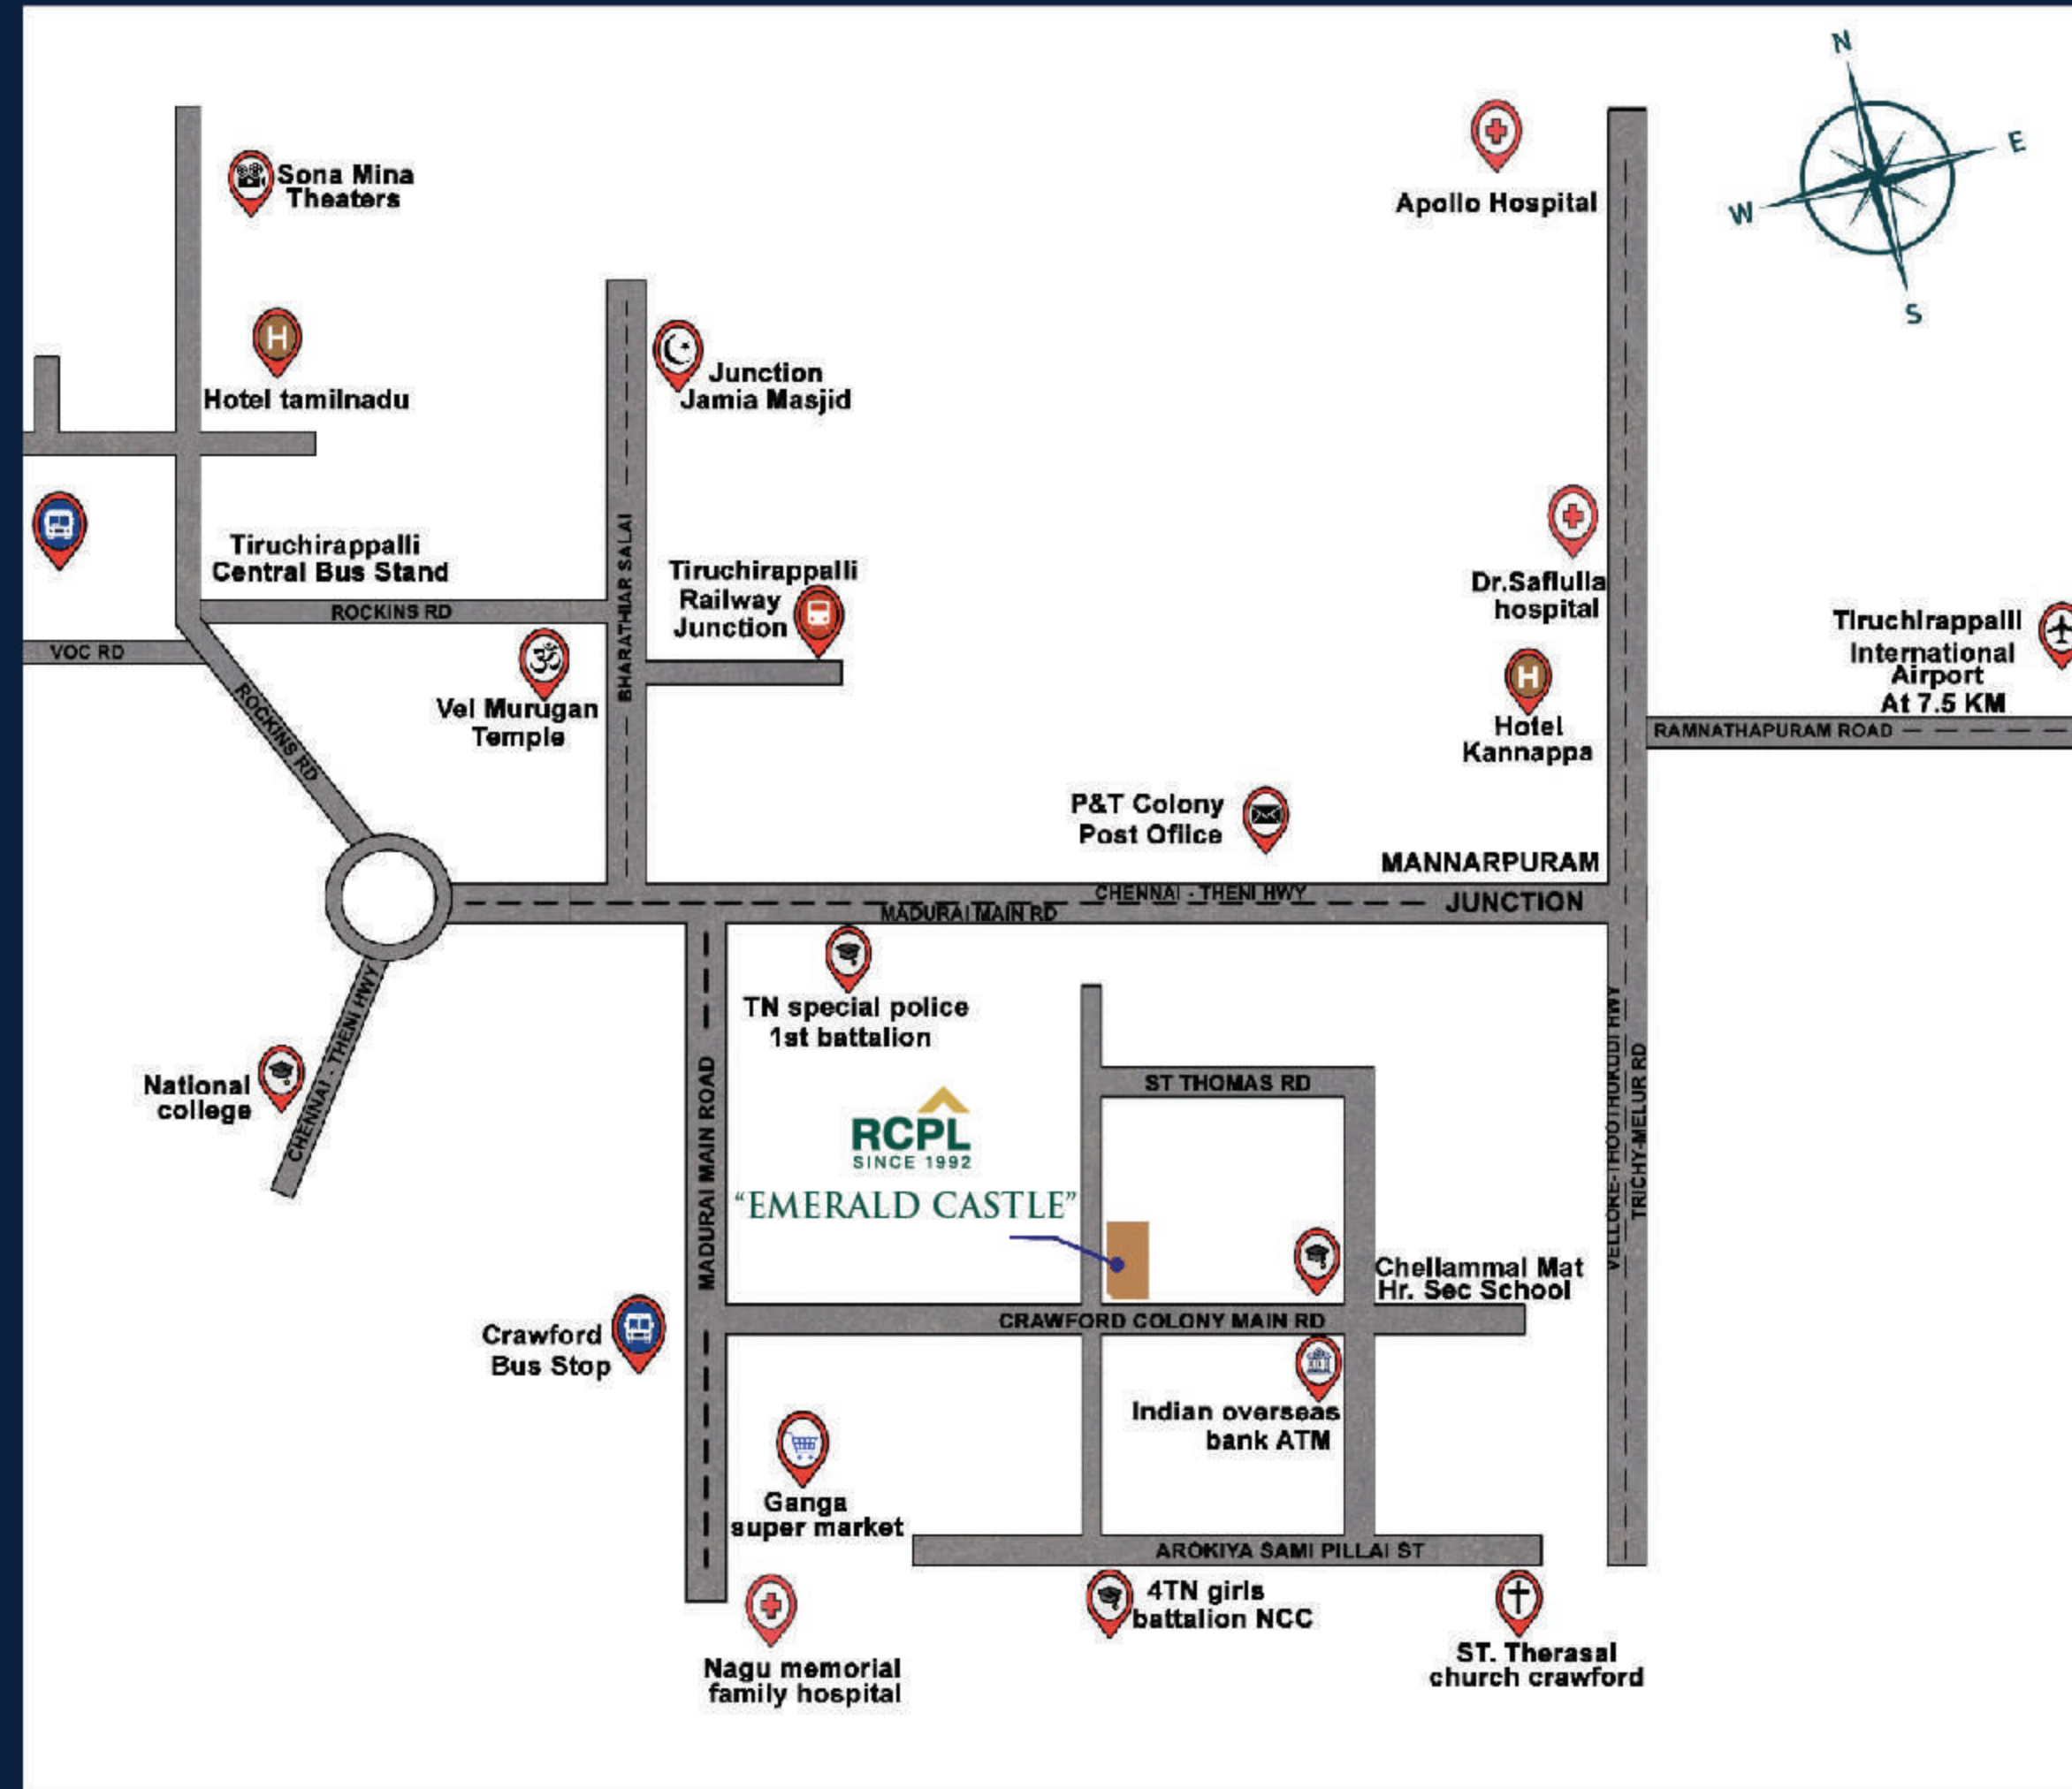 N
E
W
S
Sona Mina
Theaters
Apollo Hospital
H
Hotel tamilnadu
Junction
Jamia Masjid
Tiruchirappalli
Central Bus Stand
ROCKINS RD
VOC RD
ROCKINS RD
BHARATHIAR SALAI
Tiruchirappalli
Railway
Junction
Vel Murugan
Temple
Dr.Saflulla
hospital
H
Hotel
Kannappa
Tiruchirappalli
International
Airport
At 7.5 KM
RAMNATHAPURAM ROAD
P&T Colony
Post Office
MANNARPURAM
JUNCTION
CHENNAI - THENI HWY
MADURAI MAIN RD
CHENNAI - THENI HWY
National
college
TN special police
1st battalion
MADURAI MAIN ROAD
RCPL
SINCE 1992
“EMERALD CASTLE”
ST THOMAS RD
VELLORE-THOOTHUKUDI HWY
TRICHY-MELUR RD
Chellammal Mat
Hr. Sec School
CRAWFORD COLONY MAIN RD
Crawford
Bus Stop
Indian overseas
bank ATM
Ganga
super market
AROKIYA SAMI PILLAI ST
4TN girls
battalion NCC
ST. Therasal
church crawford
Nagu memorial
family hospital